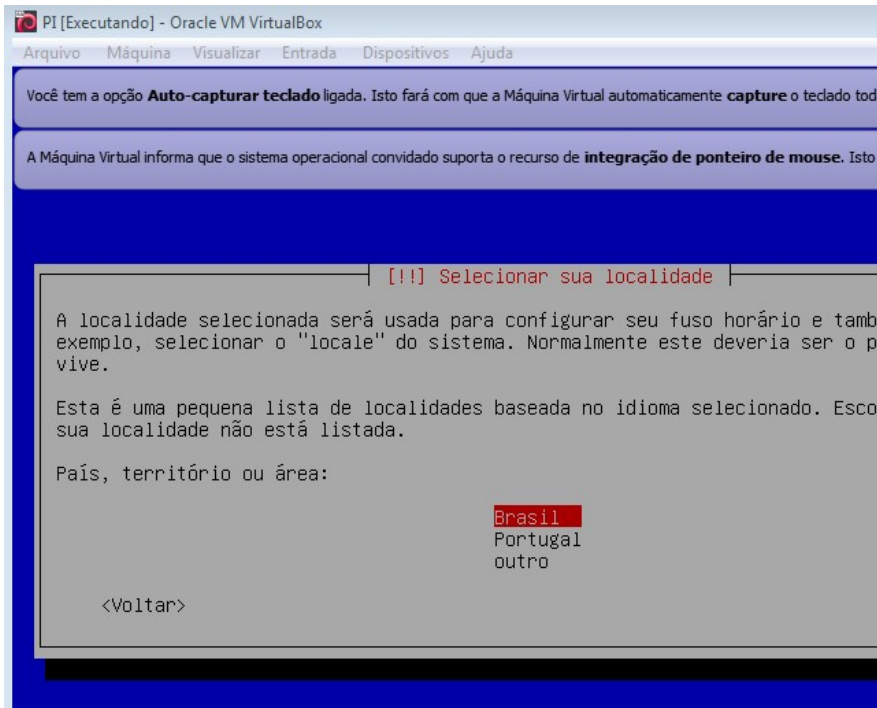 PI [Executando] - Oracle VM VirtualBox
Arquivo Máquina Visualizar Entrada Dispositivos Ajuda
Você tem a opção Auto-capturar teclado ligada. Isto fará com que a Máquina Virtual automaticamente capture o teclado tod
A Máquina Virtual informa que o sistema operacional convidado suporta o recurso de integração de ponteiro de mouse. Isto
[!!] Selecionar sua localidade
A localidade selecionada será usada para configurar seu fuso horário e tamb
exemplo, selecionar o "locale" do sistema. Normalmente este deveria ser o p
vive.
Esta é uma pequena lista de localidades baseada no idioma selecionado. Esco
sua localidade não está listada.
País, território ou área:
Brasil
Portugal
outro
<Voltar>